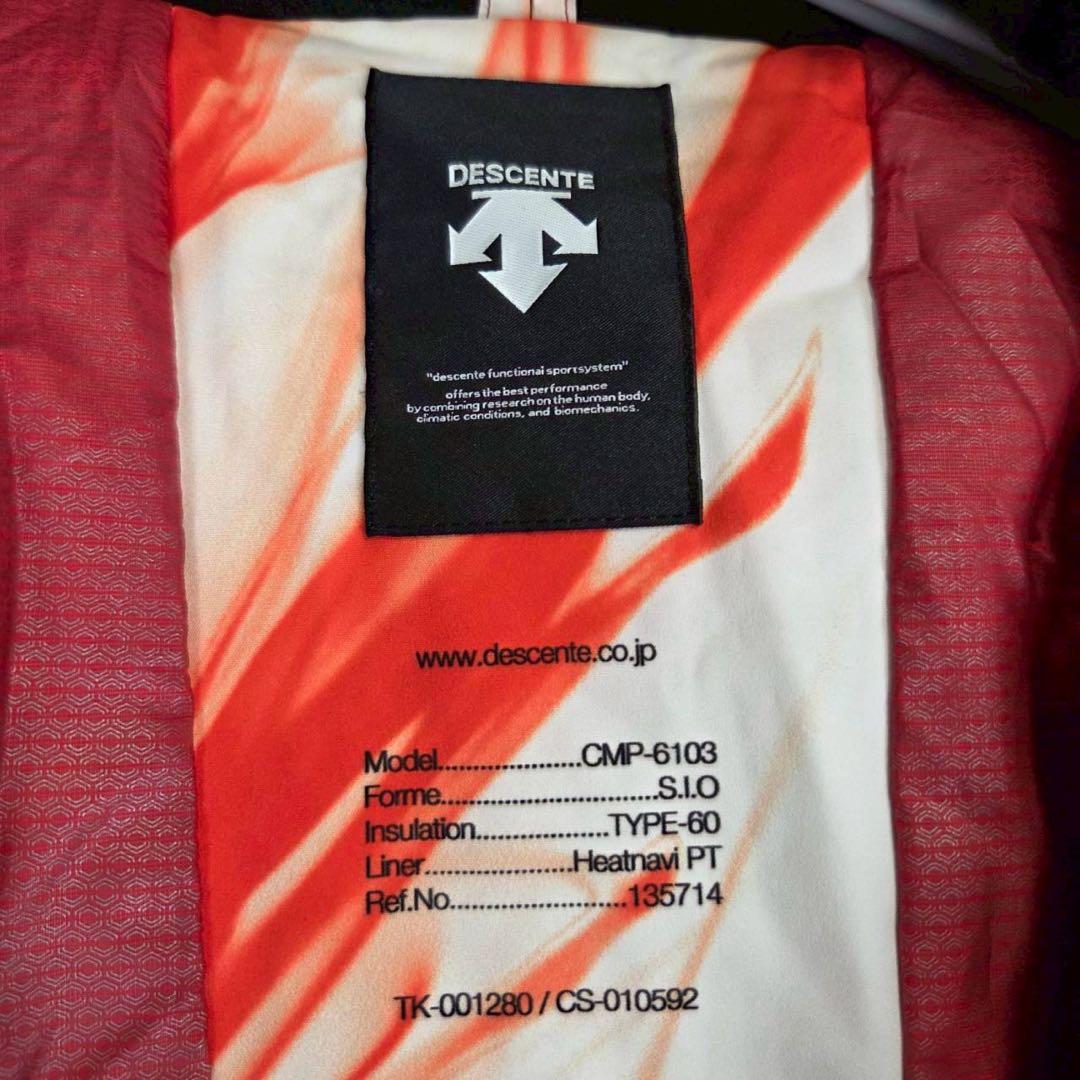 DESCENTE
"descente functional sportsystem"
offers the best performance
by combining research on the human body,
climatic conditions, and biomechanics.
www.descente.co.jp
Model.....................CMP-6103
Forme................................S.I.O
Insulation...................TYPE-60
Liner......................Heatnavi PT
Ref.No..........................135714
TK-001280 / CS-010592